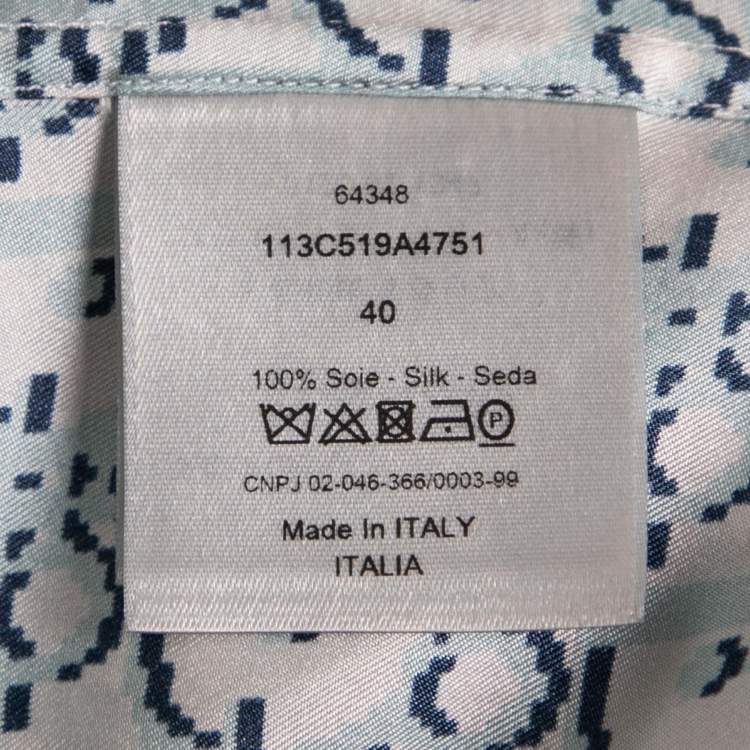 64348
113C519A4751
40
100% Soie - Silk - Seda
P
CNPJ 02-046-366/0003-99
Made In ITALY
ITALIA